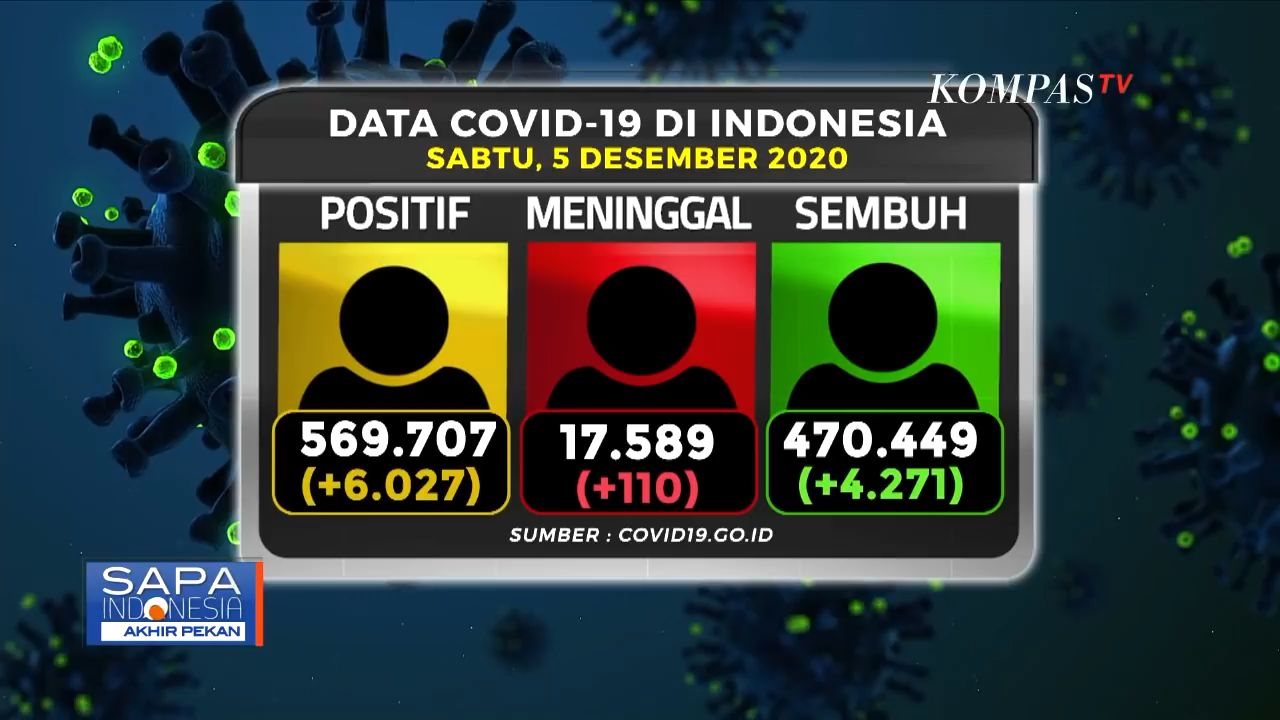 KOMPASTV
DATA COVID-19 DI INDONESIA
SABTU, 5 DESEMBER 2020
POSITIF MENINGGAL SEMBUH
569.707 17.589 470.449
(+6.027) (+110) (+4.271)
SUMBER : COVID19.GO.ID
SAPA
INDONESIA
AKHIR PEKAN